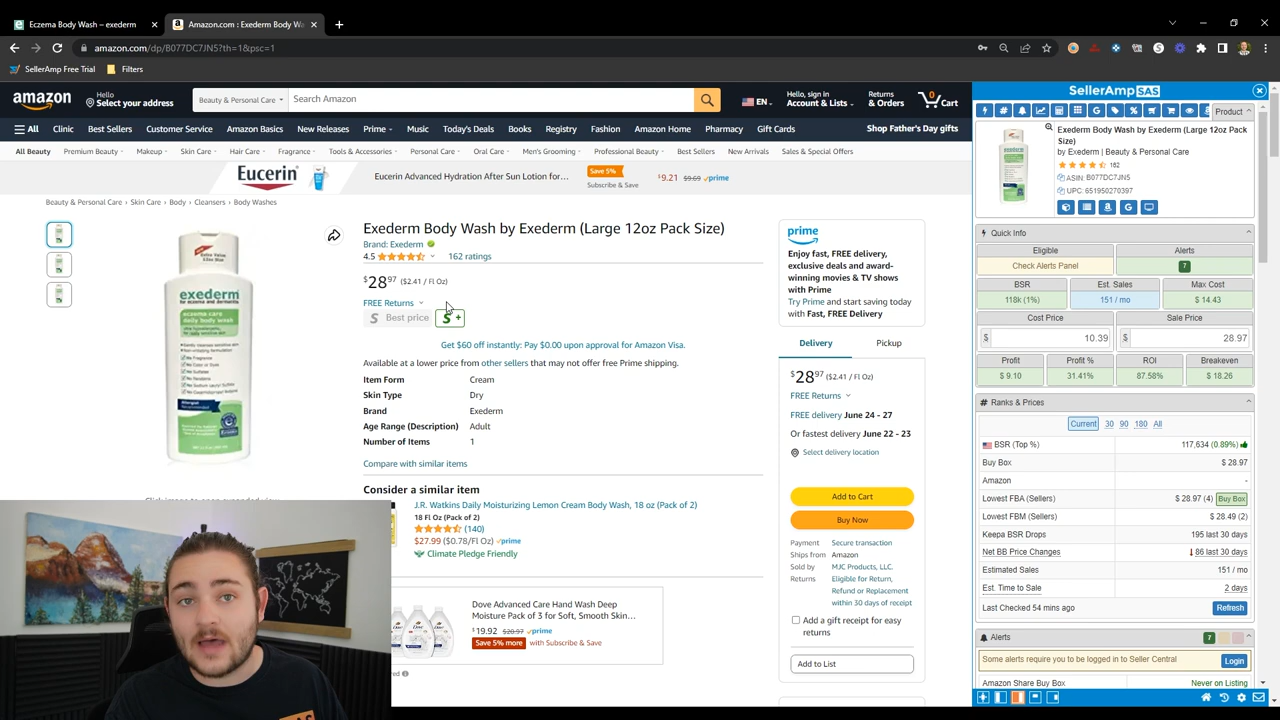 Eczema Body Wash – exederm
Amazon.com : Exederm Body Wash
amazon.com/dp/B077DC7JN5?th=1&psc=1
SellerAmp Free Trial
Filters
amazon
Hello
Select your address
Beauty & Personal Care
Search Amazon
EN
Hello, sign in
Account & Lists
Returns
& Orders
0
Cart
All
Clinic
Best Sellers
Customer Service
Amazon Basics
New Releases
Prime
Music
Today's Deals
Books
Registry
Fashion
Amazon Home
Pharmacy
Gift Cards
Shop Father's Day gifts
All Beauty
Premium Beauty
Makeup
Skin Care
Hair Care
Fragrance
Tools & Accessories
Personal Care
Oral Care
Men's Grooming
Professional Beauty
Best Sellers
New Arrivals
Sales & Special Offers
Eucerin
Eucerin Advanced Hydration After Sun Lotion for...
Save 5%
Subscribe & Save
$9.21 $9.69 prime
Beauty & Personal Care › Skin Care › Body › Cleansers › Body Washes
exederm
Exederm Body Wash by Exederm (Large 12oz Pack Size)
Brand: Exederm
4.5
162 ratings
$28.97 ($2.41 / Fl Oz)
FREE Returns
S Best price
S +
Get $60 off instantly: Pay $0.00 upon approval for Amazon Visa.
Available at a lower price from other sellers that may not offer free Prime shipping.
Item Form Cream
Skin Type Dry
Brand Exederm
Age Range (Description) Adult
Number of Items 1
Compare with similar items
Consider a similar item
J.R. Watkins Daily Moisturizing Lemon Cream Body Wash, 18 oz (Pack of 2)
18 Fl Oz (Pack of 2)
(140)
$27.99 ($0.78/Fl Oz) prime
Climate Pledge Friendly
Dove Advanced Care Hand Wash Deep
Moisture Pack of 3 for Soft, Smooth Skin...
$19.92 $20.97 prime
Save 5% more with Subscribe & Save
prime
Enjoy fast, FREE delivery,
exclusive deals and award-
winning movies & TV shows
with Prime
Try Prime and start saving today
with Fast, FREE Delivery
Delivery
Pickup
$28.97 ($2.41 / Fl Oz)
FREE Returns
FREE delivery June 24 - 27
Or fastest delivery June 22 - 23
Select delivery location
Add to Cart
Buy Now
Payment Secure transaction
Ships from Amazon
Sold by MJC Products, LLC.
Returns Eligible for Return,
Refund or Replacement
within 30 days of receipt
Add a gift receipt for easy
returns
Add to List
SellerAmp SAS
Product
Exederm Body Wash by Exederm (Large 12oz Pack
Size)
by Exederm | Beauty & Personal Care
162
ASIN: B077DC7JN5
UPC: 651950270397
Quick Info
Eligible
Alerts
Check Alerts Panel
7
BSR
Est. Sales
Max Cost
118k (1%)
151 / mo
$ 14.43
Cost Price
Sale Price
$ 10.39
$ 28.97
Profit
Profit %
ROI
Breakeven
$ 9.10
31.41%
87.58%
$ 18.26
Ranks & Prices
Current 30 90 180 All
BSR (Top %) 117,634 (0.89%)
Buy Box $ 28.97
Amazon -
Lowest FBA (Sellers) $ 28.97 (4) Buy Box
Lowest FBM (Sellers) $ 28.49 (2)
Keepa BSR Drops 195 last 30 days
Net BB Price Changes 86 last 30 days
Estimated Sales 151 / mo
Est. Time to Sale 2 days
Last Checked 54 mins ago
Refresh
Alerts
7
Some alerts require you to be logged in to Seller Central
Login
Amazon Share Buy Box Never on Listing